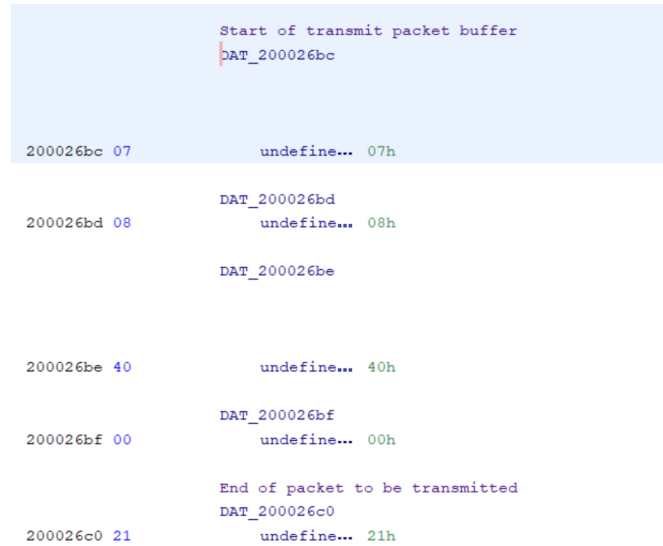 Start of transmit packet buffer
DAT_200026bc
200026bc 07 undefine... 07h
DAT_200026bd
200026bd 08 undefine... 08h
DAT_200026be
200026be 40 undefine... 40h
DAT_200026bf
200026bf 00 undefine... 00h
End of packet to be transmitted
DAT_200026c0
200026c0 21 undefine... 21h